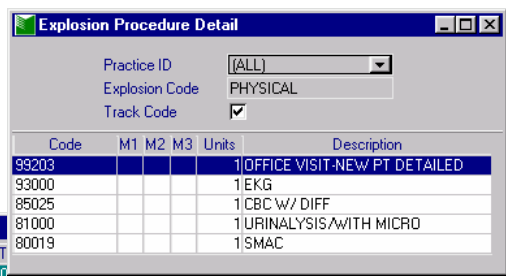 Explosion Procedure Detail
Practice ID (ALL)
Explosion Code PHYSICAL
Track Code
Code M1 M2 M3 Units Description
99203 1 OFFICE VISIT-NEW PT DETAILED
93000 1 EKG
85025 1 CBC W/ DIFF
81000 1 URINALYSIS/WITH MICRO
80019 1 SMAC